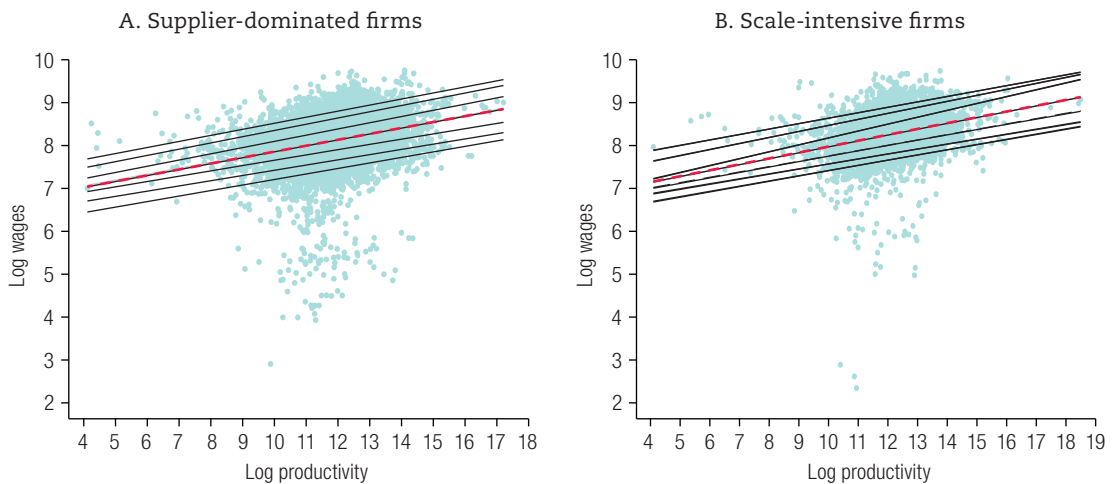 A. Supplier-dominated firms
Log wages
10
9
8
7
6
5
4
3
2
4 5 6 7 8 9 10 11 12 13 14 15 16 17 18
Log productivity
B. Scale-intensive firms
Log wages
10
9
8
7
6
5
4
3
2
4 5 6 7 8 9 10 11 12 13 14 15 16 17 18 19
Log productivity